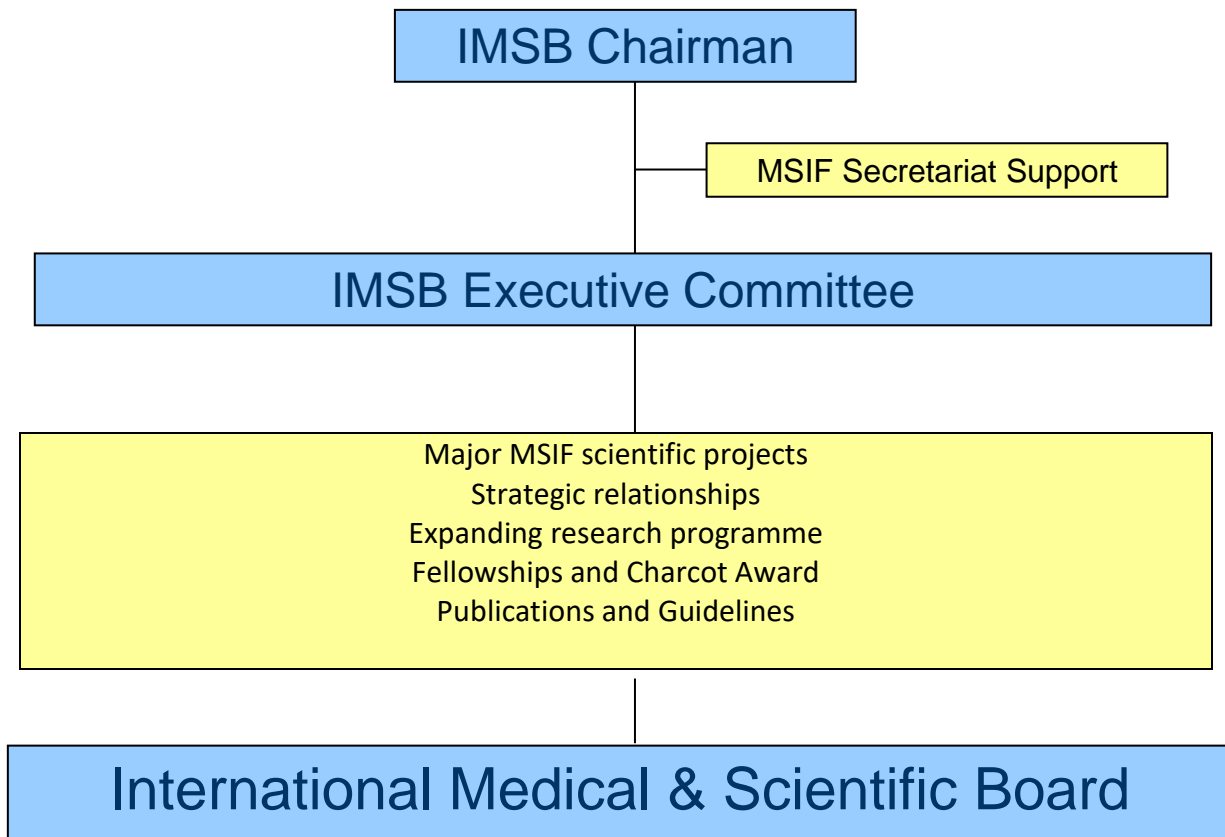 IMSB Chairman
MSIF Secretariat Support
IMSB Executive Committee
Major MSIF scientific projects
Strategic relationships
Expanding research programme
Fellowships and Charcot Award
Publications and Guidelines
International Medical & Scientific Board